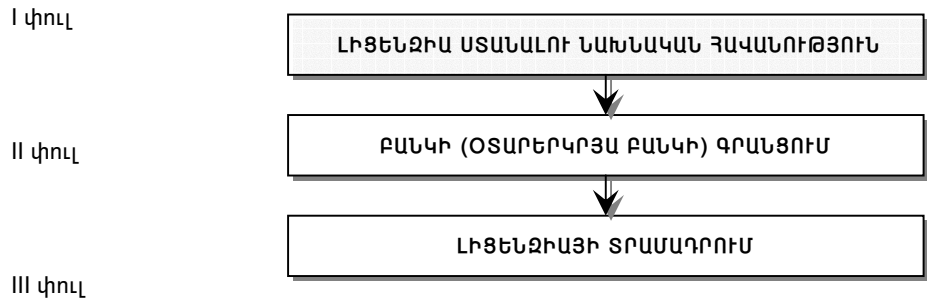 I փուլ
ԼԻՑԵՆԶԻԱ ՍՏԱՆԱԼՈՒ ՆԱԽՆԱԿԱՆ ՀԱՎԱՆՈՒԹՅՈՒՆ
II փուլ
ԲԱՆԿԻ (ՕՏԱՐԵՐԿՐՅԱ ԲԱՆԿԻ) ԳՐԱՆՑՈՒՄ
ԼԻՑԵՆԶԻԱՅԻ ՏՐԱՄԱԴՐՈՒՄ
III փուլ